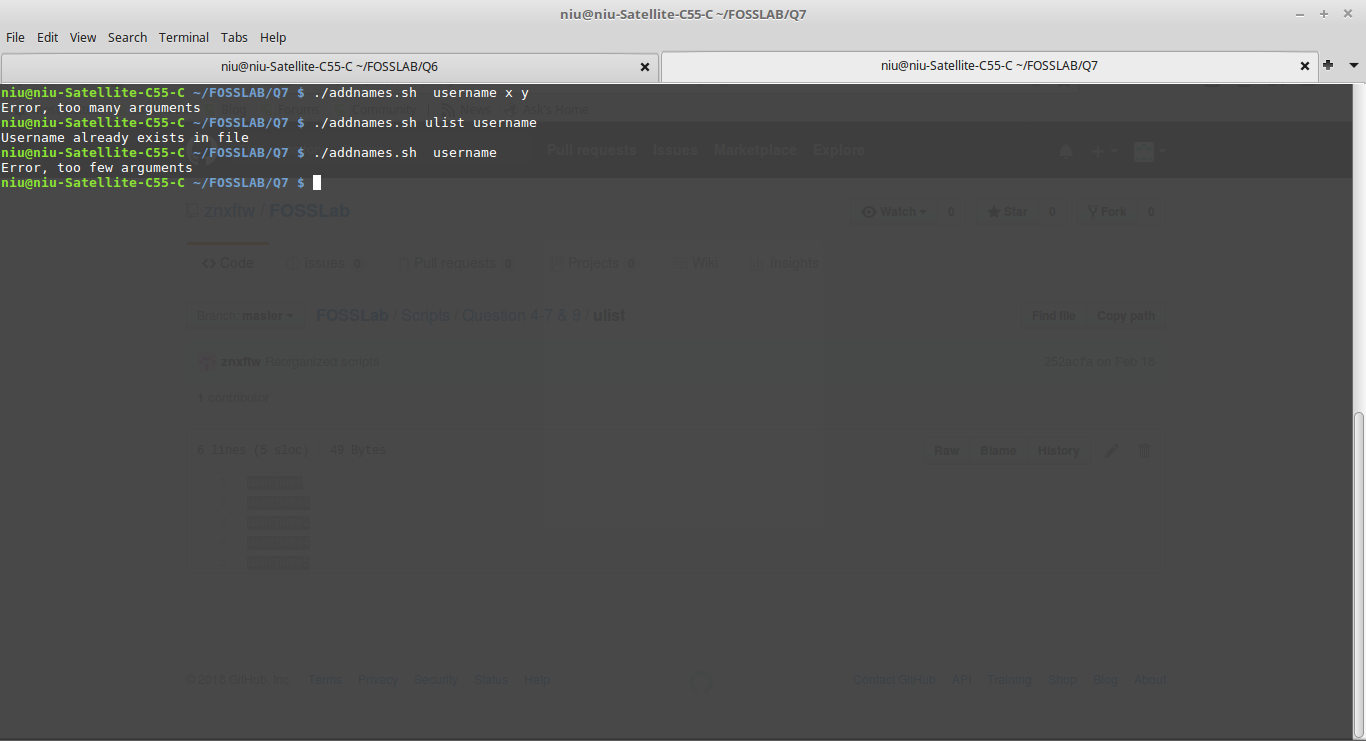 niu@niu-Satellite-C55-C ~/FOSSLAB/Q7
File Edit View Search Terminal Tabs Help
niu@niu-Satellite-C55-C ~/FOSSLAB/Q6
niu@niu-Satellite-C55-C ~/FOSSLAB/Q7
niu@niu-Satellite-C55-C ~/FOSSLAB/Q7 $ ./addnames.sh  username x y
Error, too many arguments
niu@niu-Satellite-C55-C ~/FOSSLAB/Q7 $ ./addnames.sh ulist username
Username already exists in file
niu@niu-Satellite-C55-C ~/FOSSLAB/Q7 $ ./addnames.sh  username
Error, too few arguments
niu@niu-Satellite-C55-C ~/FOSSLAB/Q7 $
Blog Forums Community News Home
Pull requests Issues Marketplace Explore
znxftw / FOSSLab
Watch 0 Star 0 Fork 0
Code Issues 0 Pull requests 0 Projects 0 Wiki Insights
Branch: master FOSSLab / Scripts / Question 4-7 & 9 / ulist Find file Copy path
znxftw Reorganized scripts on Feb 18
1 contributor
6 lines (5 sloc) 49 Bytes Raw Blame History
© 2018 GitHub, Inc. Terms Privacy Security Status Help Contact GitHub API Training Shop Blog About